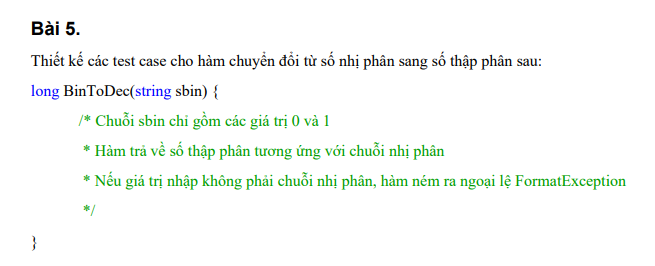 Bài 5.
Thiết kế các test case cho hàm chuyển đổi từ số nhị phân sang số thập phân sau:
long BinToDec(string sbin) {
/* Chuỗi sbin chỉ gồm các giá trị 0 và 1
* Hàm trả về số thập phân tương ứng với chuỗi nhị phân
* Nếu giá trị nhập không phải chuỗi nhị phân, hàm ném ra ngoại lệ FormatException
*/
}